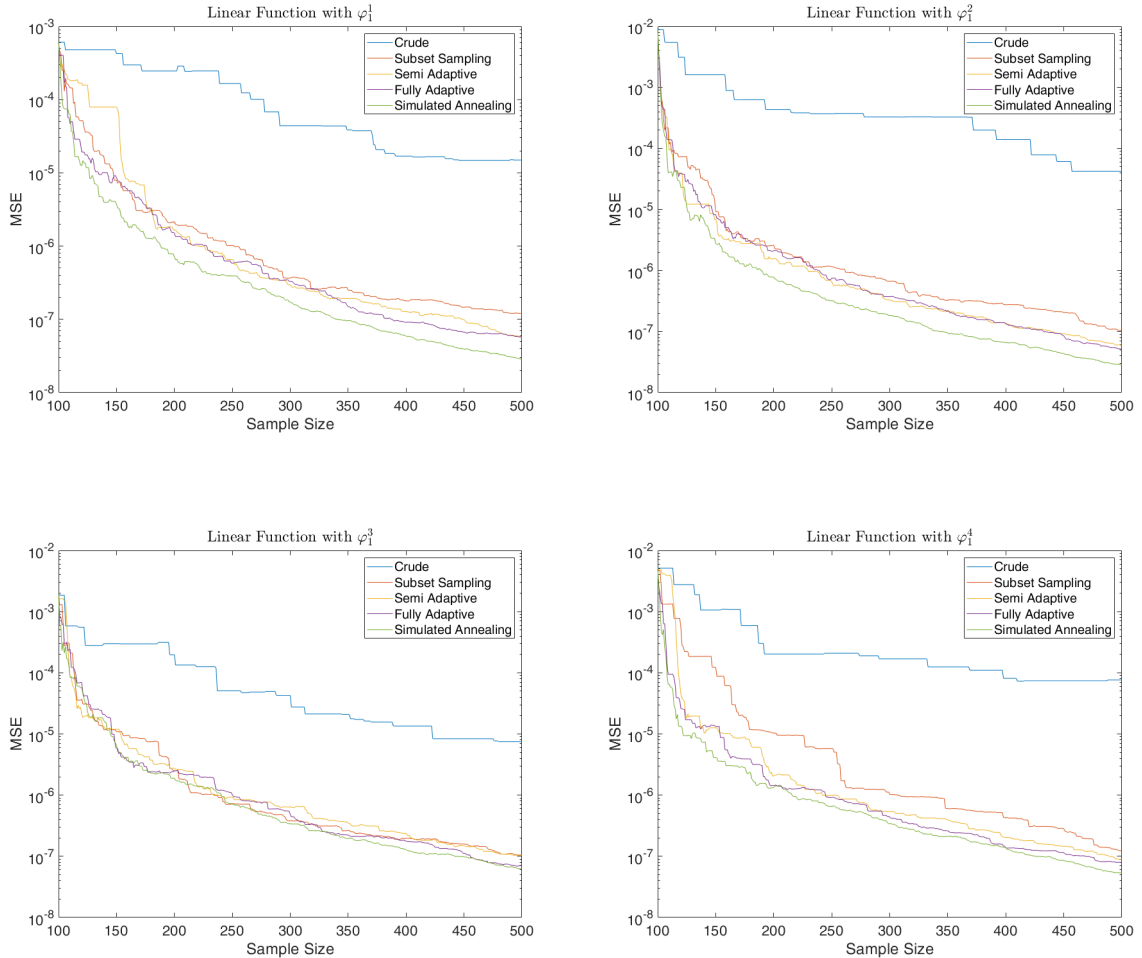 Linear Function with φ₁¹
10⁻³
10⁻⁴
10⁻⁵
10⁻⁶
10⁻⁷
10⁻⁸
MSE
Crude
Subset Sampling
Semi Adaptive
Fully Adaptive
Simulated Annealing
100 150 200 250 300 350 400 450 500
Sample Size
Linear Function with φ₁²
10⁻²
10⁻³
10⁻⁴
10⁻⁵
10⁻⁶
10⁻⁷
10⁻⁸
MSE
Crude
Subset Sampling
Semi Adaptive
Fully Adaptive
Simulated Annealing
100 150 200 250 300 350 400 450 500
Sample Size
Linear Function with φ₁³
10⁻²
10⁻³
10⁻⁴
10⁻⁵
10⁻⁶
10⁻⁷
10⁻⁸
MSE
Crude
Subset Sampling
Semi Adaptive
Fully Adaptive
Simulated Annealing
100 150 200 250 300 350 400 450 500
Sample Size
Linear Function with φ₁⁴
10⁻²
10⁻³
10⁻⁴
10⁻⁵
10⁻⁶
10⁻⁷
10⁻⁸
MSE
Crude
Subset Sampling
Semi Adaptive
Fully Adaptive
Simulated Annealing
100 150 200 250 300 350 400 450 500
Sample Size